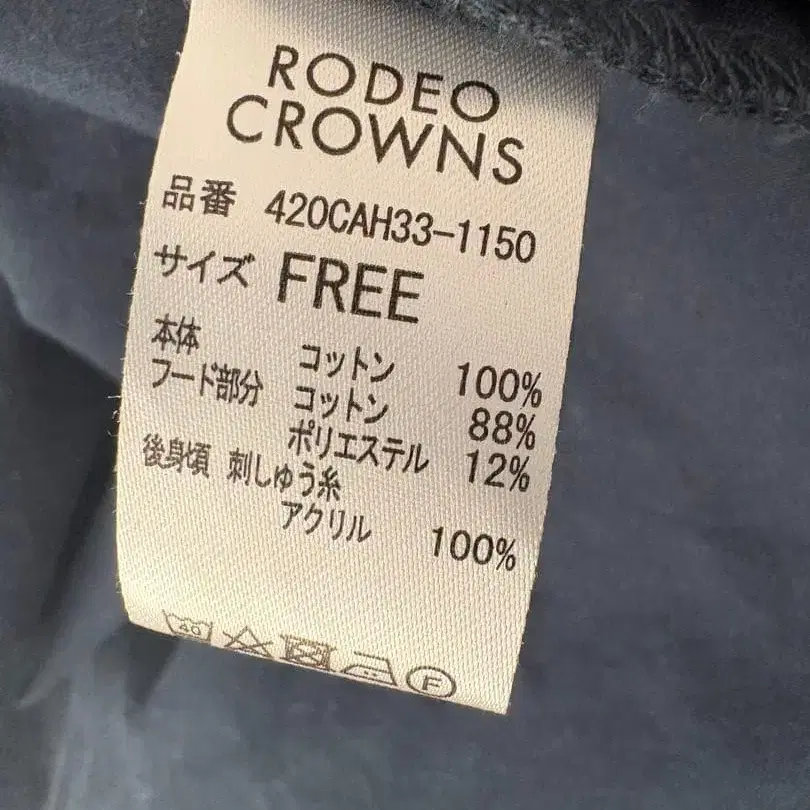 RODEO
CROWNS
品番 420CAH33-1150
サイズ FREE
本体 コットン 100%
フード部分 コットン 88%
ポリエステル 12%
後身頃 刺しゅう糸
アクリル 100%
40
F